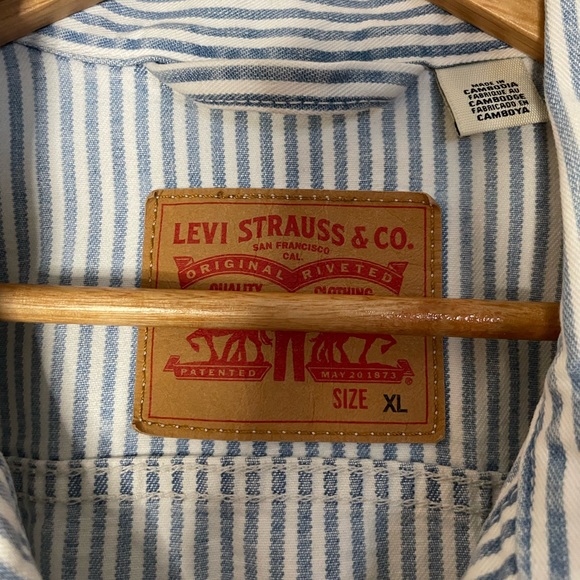 MADE IN
CAMBODIA
FABRIQUE AU
CAMBODGE
FABRICADO EN
CAMBOYA
LEVI STRAUSS & CO.
SAN FRANCISCO
CAL.
ORIGINAL RIVETED
QUALITY CLOTHING
PATENTED MAY 20 1873
®
SIZE XL